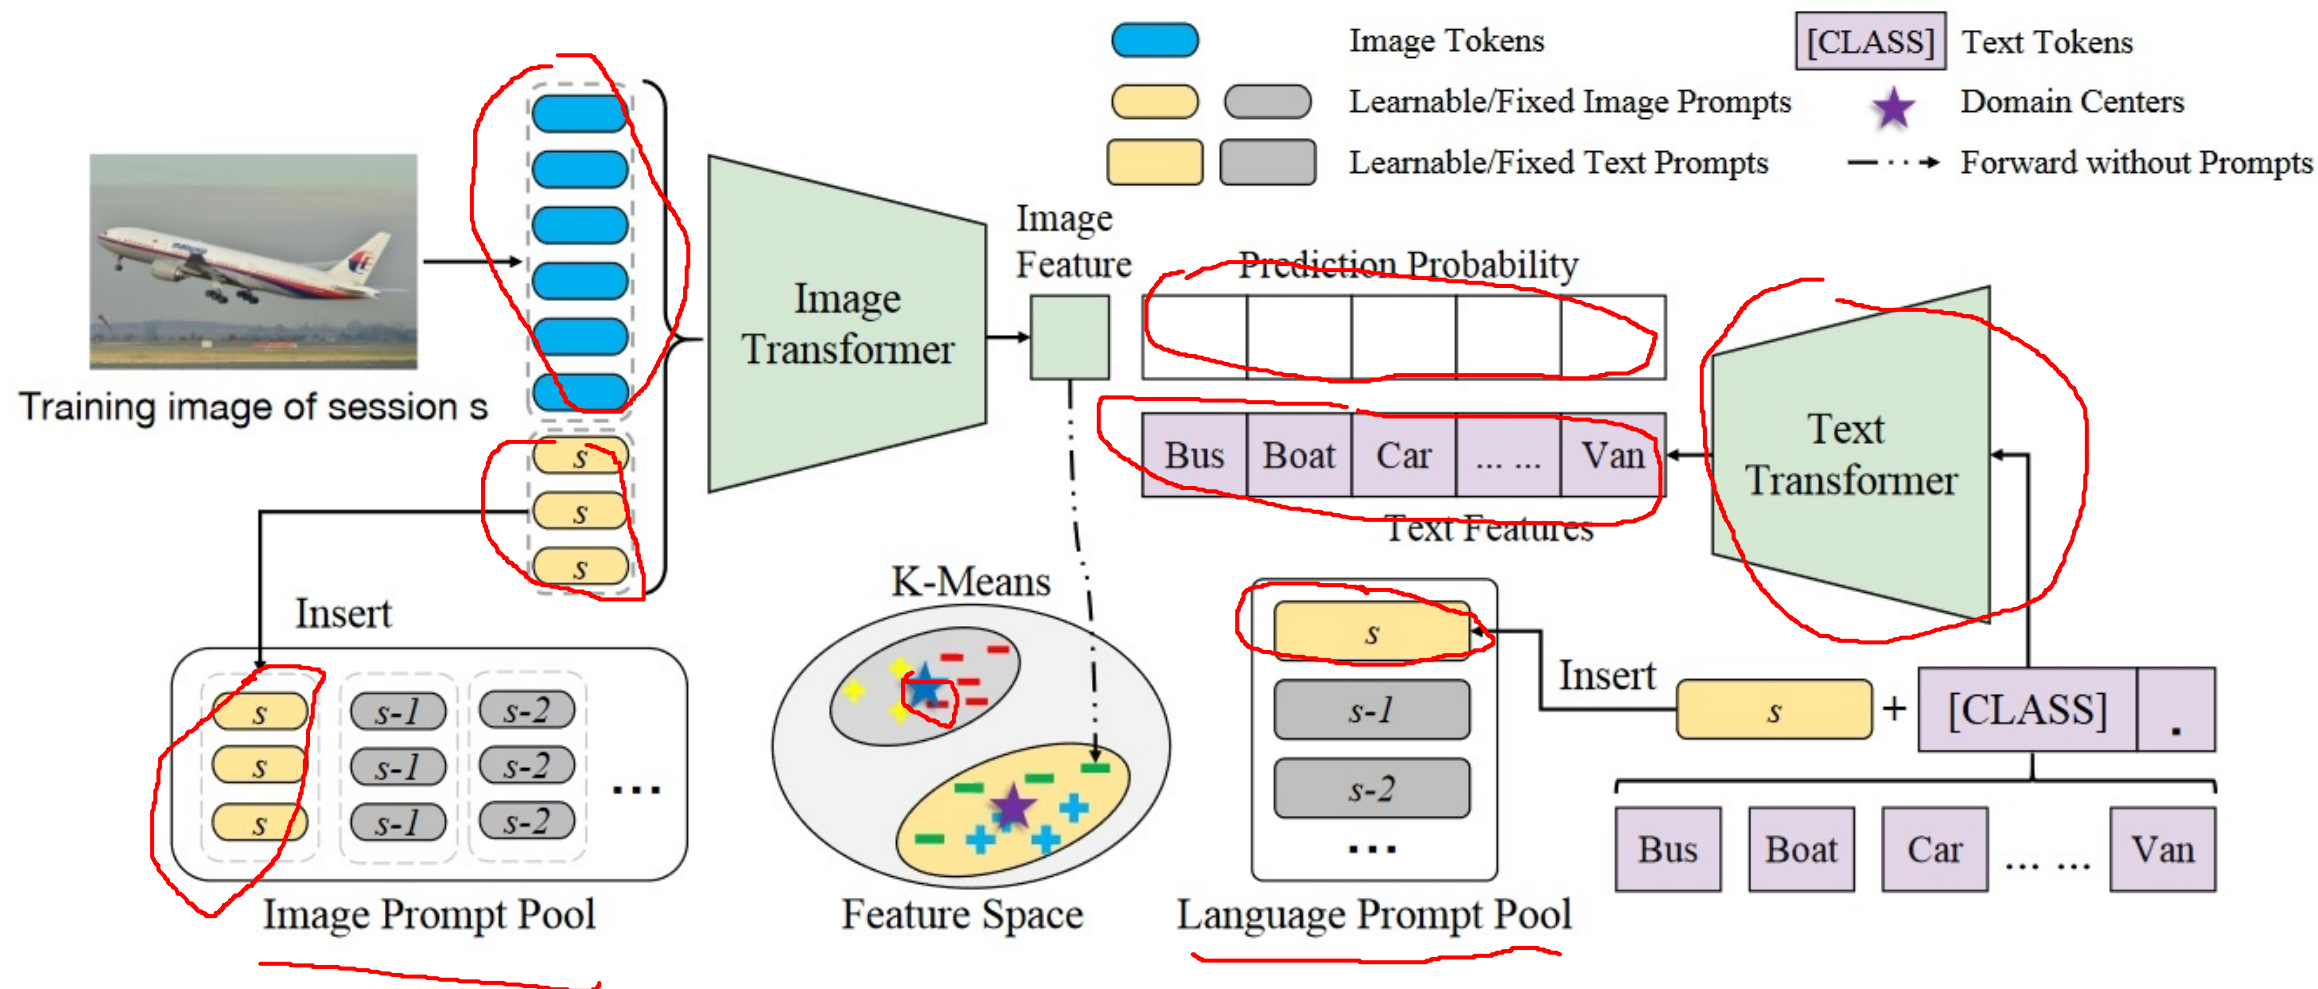 Image Tokens
[CLASS] Text Tokens
Learnable/Fixed Image Prompts
Domain Centers
Learnable/Fixed Text Prompts
Forward without Prompts
Training image of session s
s
s
s
Image
Transformer
Image
Feature
Prediction Probability
Bus Boat Car ... ... Van
Text Features
Text
Transformer
Insert
s s-1 s-2
s s-1 s-2 ...
s s-1 s-2
Image Prompt Pool
K-Means
Feature Space
s
s-1
s-2
...
Language Prompt Pool
Insert
s + [CLASS] .
Bus Boat Car ... ... Van